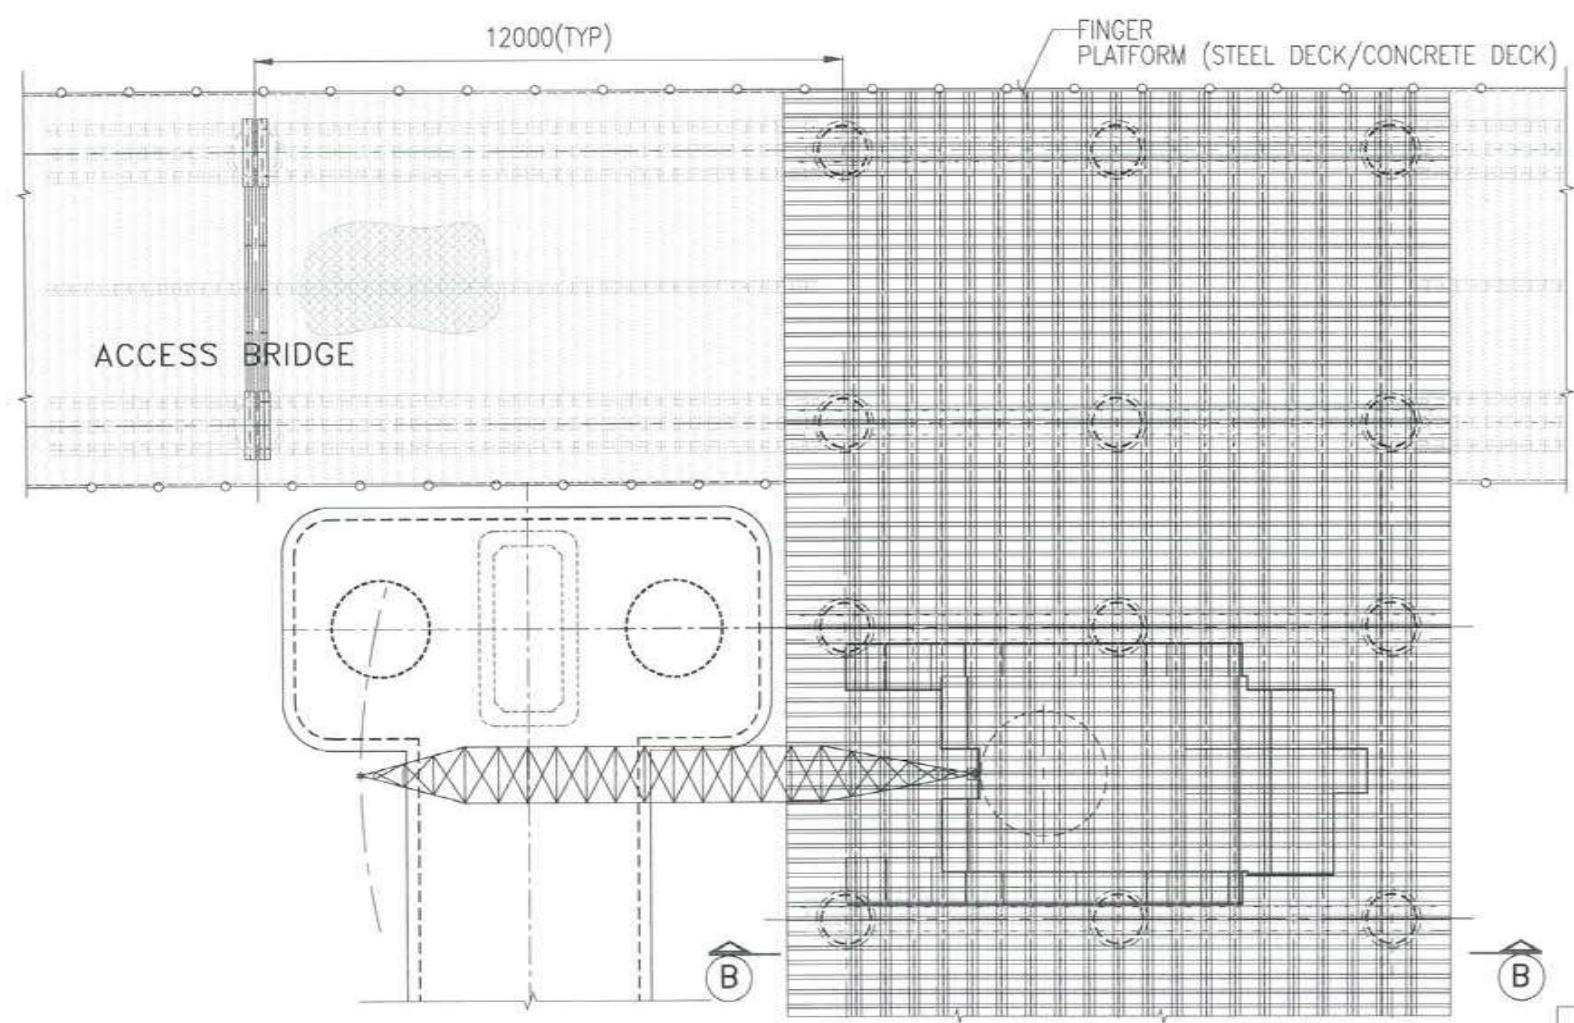 12000(TYP)
FINGER
PLATFORM (STEEL DECK/CONCRETE DECK)
ACCESS BRIDGE
B
B